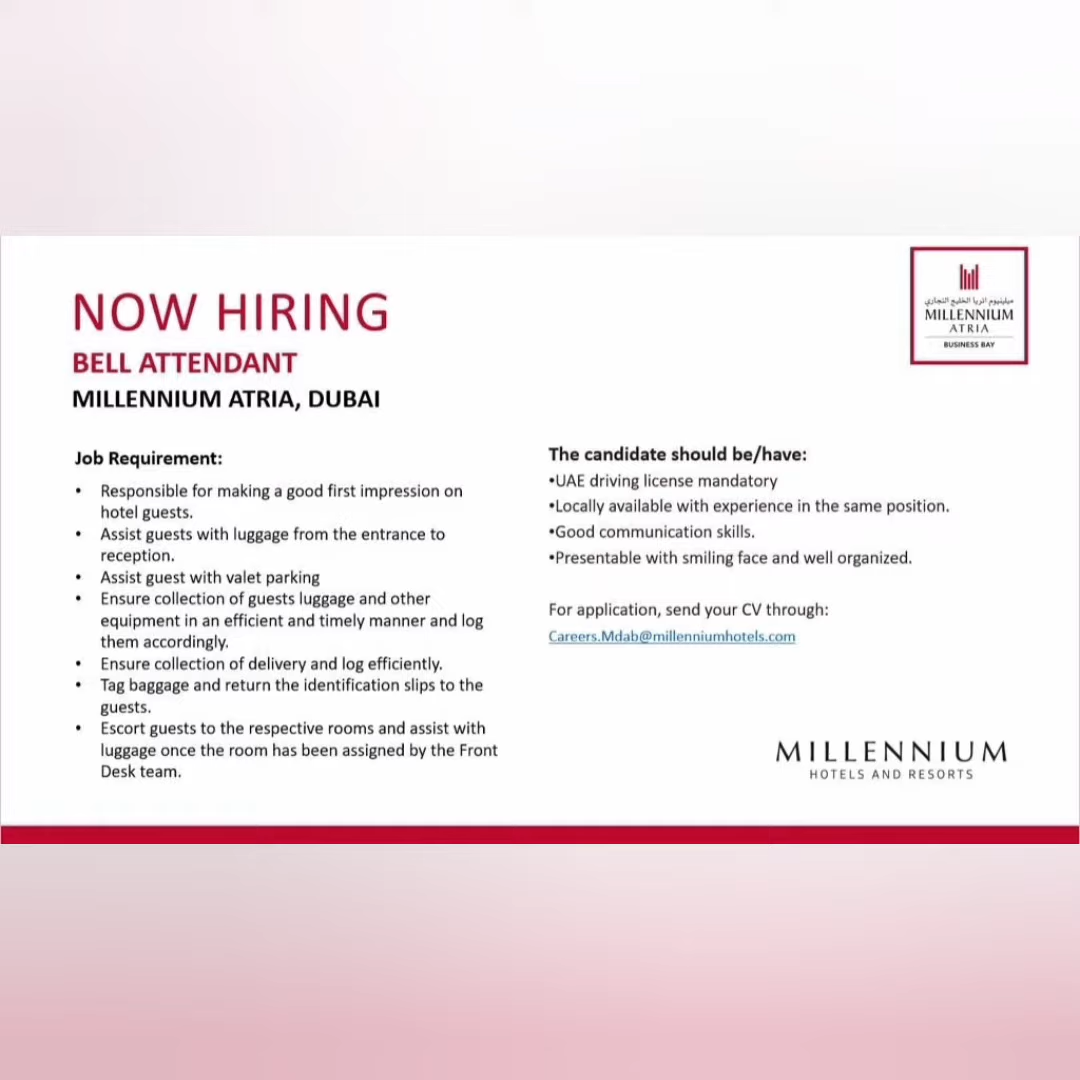 NOW HIRING
BELL ATTENDANT
MILLENNIUM ATRIA, DUBAI
ميلينيوم اتريا الخليج التجاري
MILLENNIUM
ATRIA
BUSINESS BAY
Job Requirement:
• Responsible for making a good first impression on
hotel guests.
• Assist guests with luggage from the entrance to
reception.
• Assist guest with valet parking
• Ensure collection of guests luggage and other
equipment in an efficient and timely manner and log
them accordingly.
• Ensure collection of delivery and log efficiently.
• Tag baggage and return the identification slips to the
guests.
• Escort guests to the respective rooms and assist with
luggage once the room has been assigned by the Front
Desk team.
The candidate should be/have:
•UAE driving license mandatory
•Locally available with experience in the same position.
•Good communication skills.
•Presentable with smiling face and well organized.
For application, send your CV through:
Careers.Mdab@millenniumhotels.com
MILLENNIUM
HOTELS AND RESORTS